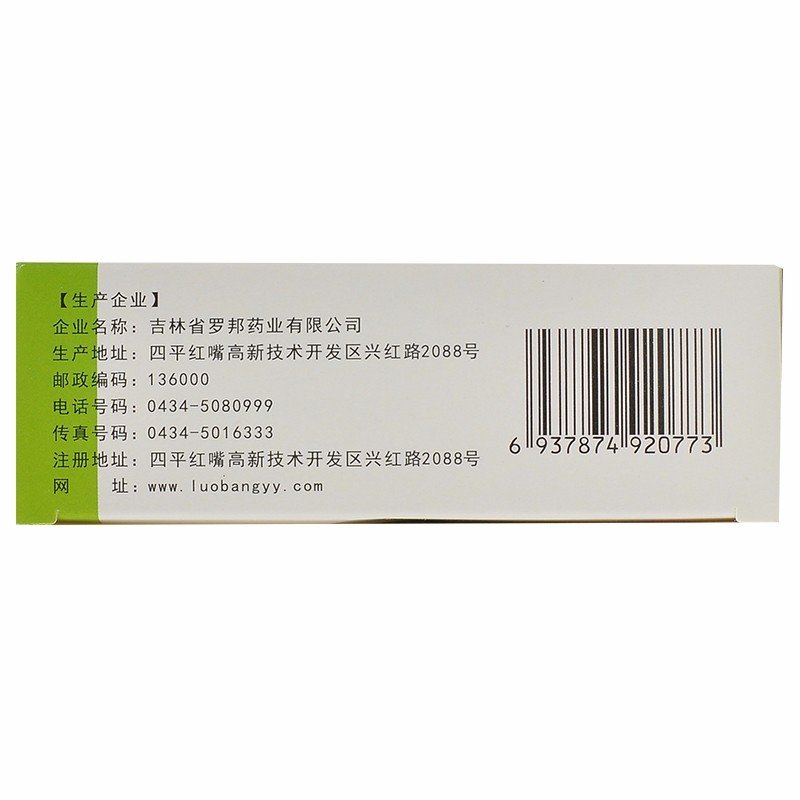 【生产企业】
企业名称：吉林省罗邦药业有限公司
生产地址：四平红嘴高新技术开发区兴红路2088号
邮政编码：136000
电话号码：0434-5080999
传真号码：0434-5016333
注册地址：四平红嘴高新技术开发区兴红路2088号
网　　址：www.luobangyy.com
6 937874 920773